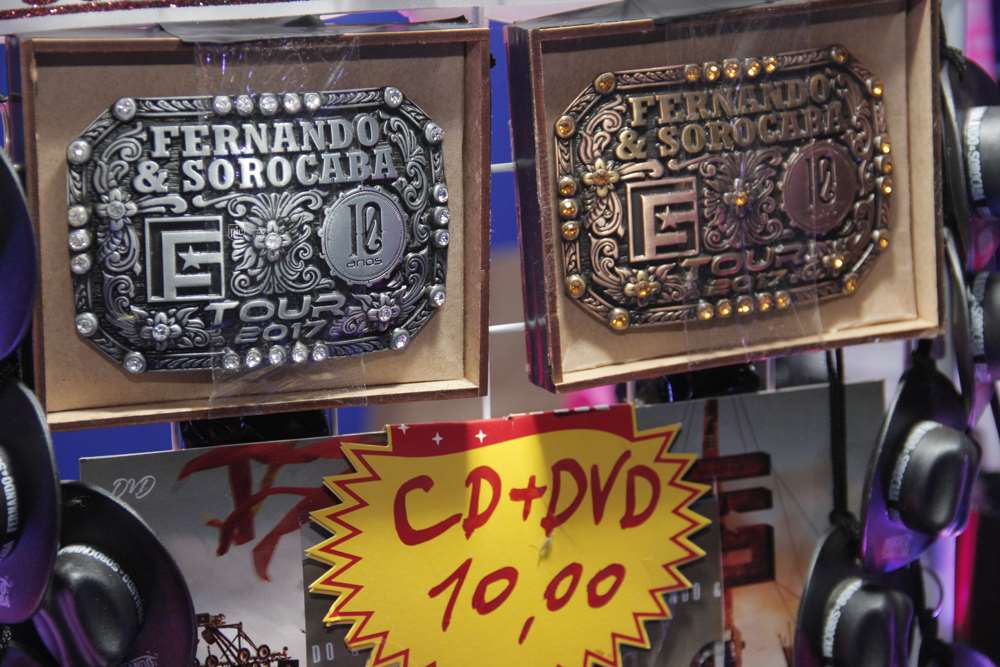 FERNANDO
& SOROCABA
F
10
anos
TOUR
2017
FERNANDO
& SOROCABA
F
10
TOUR
2017
DVD
CD+DVD
10,00